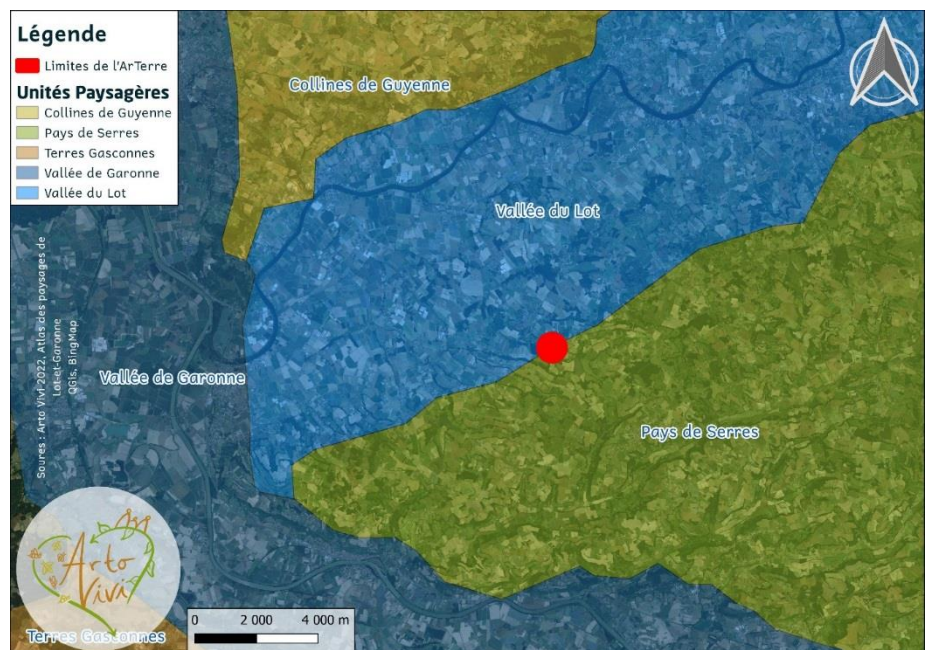 Légende
Limites de l'ArTerre
Unités Paysagères
Collines de Guyenne
Pays de Serres
Terres Gasconnes
Vallée de Garonne
Vallée du Lot
Collines de Guyenne
Vallée du Lot
Vallée de Garonne
Pays de Serres
Soures : Arto Vivi 2022, Atlas des paysages de
Lot-et-Garonne
QGis, BingMap
Arto
Vivi
Terres Gasconnes
0 2 000 4 000 m